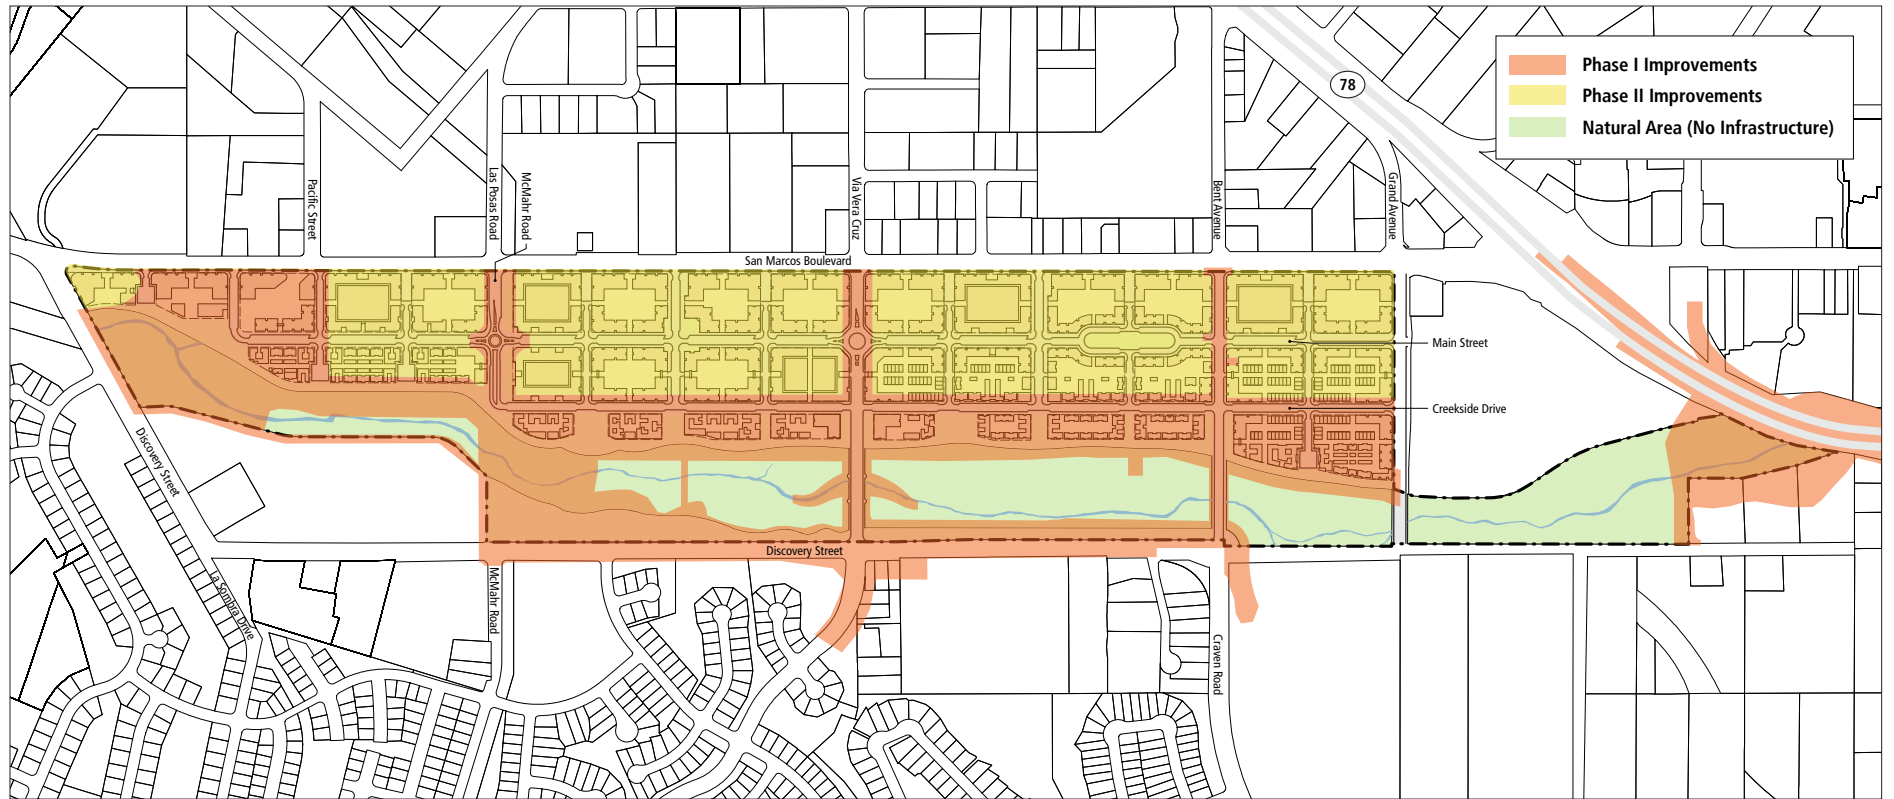 Phase I Improvements
Phase II Improvements
Natural Area (No Infrastructure)
78
Pacific Street
Las Posas Road
McMahr Road
Via Vera Cruz
Bent Avenue
Grand Avenue
San Marcos Boulevard
Main Street
Creekside Drive
Discovery Street
Discovery Street
La Sombra Drive
McMahr Road
Craven Road